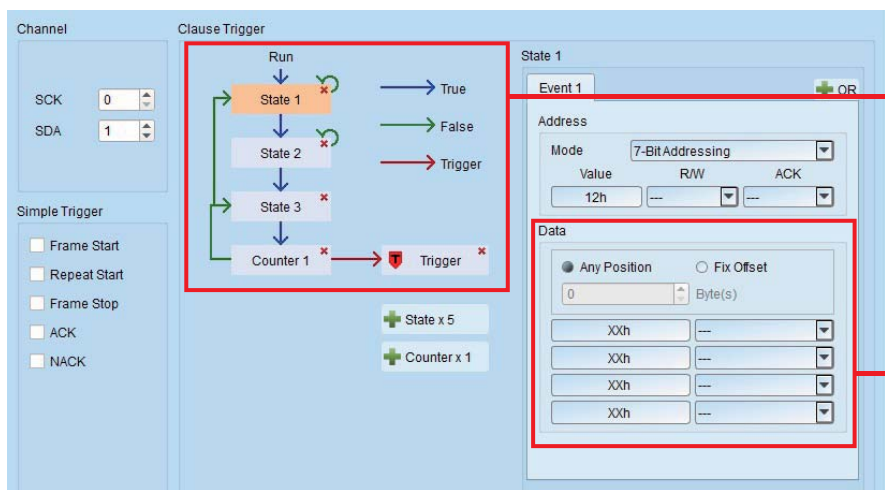 Channel
SCK 0
SDA 1
Simple Trigger
Frame Start
Repeat Start
Frame Stop
ACK
NACK
Clause Trigger
Run
State 1
State 2
State 3
Counter 1
T Trigger
True
False
Trigger
State x 5
Counter x 1
State 1
Event 1
OR
Address
Mode 7-Bit Addressing
Value R/W ACK
12h --- ---
Data
Any Position Fix Offset
0 Byte(s)
XXh ---
XXh ---
XXh ---
XXh ---